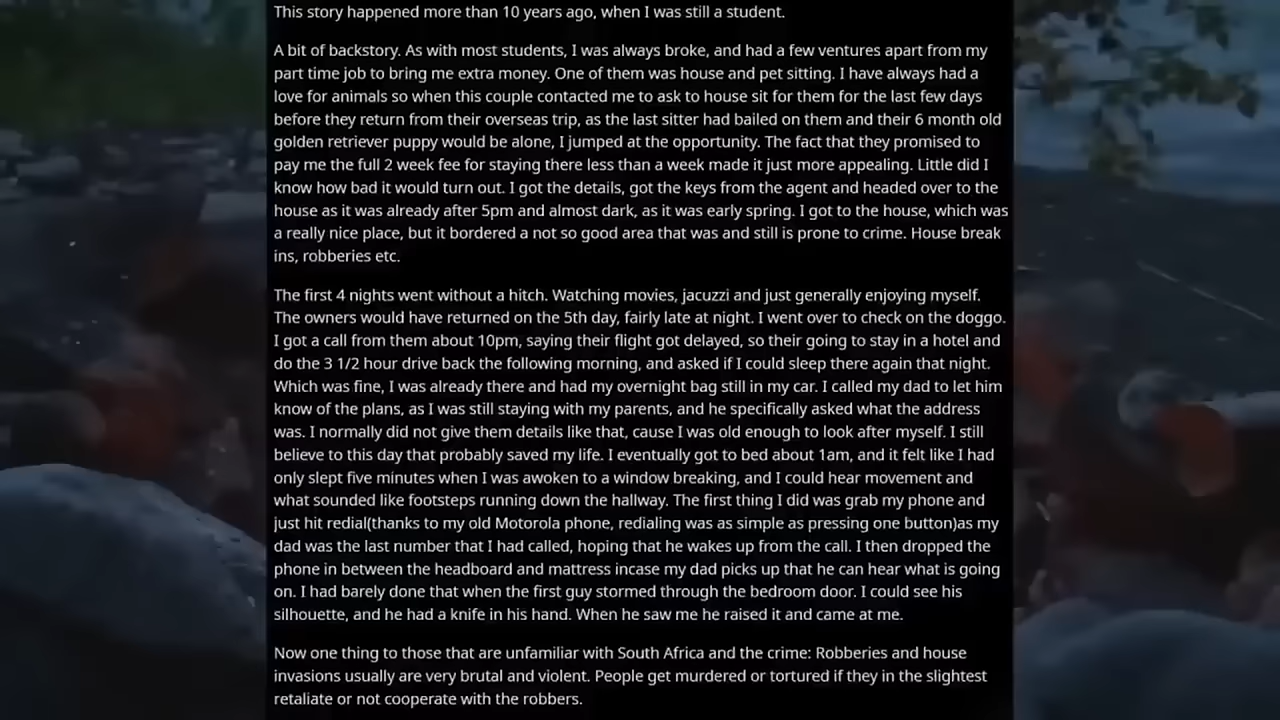 This story happened more than 10 years ago, when I was still a student.
A bit of backstory. As with most students, I was always broke, and had a few ventures apart from my
part time job to bring me extra money. One of them was house and pet sitting. I have always had a
love for animals so when this couple contacted me to ask to house sit for them for the last few days
before they return from their overseas trip, as the last sitter had bailed on them and their 6 month old
golden retriever puppy would be alone, I jumped at the opportunity. The fact that they promised to
pay me the full 2 week fee for staying there less than a week made it just more appealing. Little did I
know how bad it would turn out. I got the details, got the keys from the agent and headed over to the
house as it was already after 5pm and almost dark, as it was early spring. I got to the house, which was
a really nice place, but it bordered a not so good area that was and still is prone to crime. House break
ins, robberies etc.
The first 4 nights went without a hitch. Watching movies, jacuzzi and just generally enjoying myself.
The owners would have returned on the 5th day, fairly late at night. I went over to check on the doggo.
I got a call from them about 10pm, saying their flight got delayed, so their going to stay in a hotel and
do the 3 1/2 hour drive back the following morning, and asked if I could sleep there again that night.
Which was fine, I was already there and had my overnight bag still in my car. I called my dad to let him
know of the plans, as I was still staying with my parents, and he specifically asked what the address
was. I normally did not give them details like that, cause I was old enough to look after myself. I still
believe to this day that probably saved my life. I eventually got to bed about 1am, and it felt like I had
only slept five minutes when I was awoken to a window breaking, and I could hear movement and
what sounded like footsteps running down the hallway. The first thing I did was grab my phone and
just hit redial(thanks to my old Motorola phone, redialing was as simple as pressing one button)as my
dad was the last number that I had called, hoping that he wakes up from the call. I then dropped the
phone in between the headboard and mattress incase my dad picks up that he can hear what is going
on. I had barely done that when the first guy stormed through the bedroom door. I could see his
silhouette, and he had a knife in his hand. When he saw me he raised it and came at me.
Now one thing to those that are unfamiliar with South Africa and the crime: Robberies and house
invasions usually are very brutal and violent. People get murdered or tortured if they in the slightest
retaliate or not cooperate with the robbers.